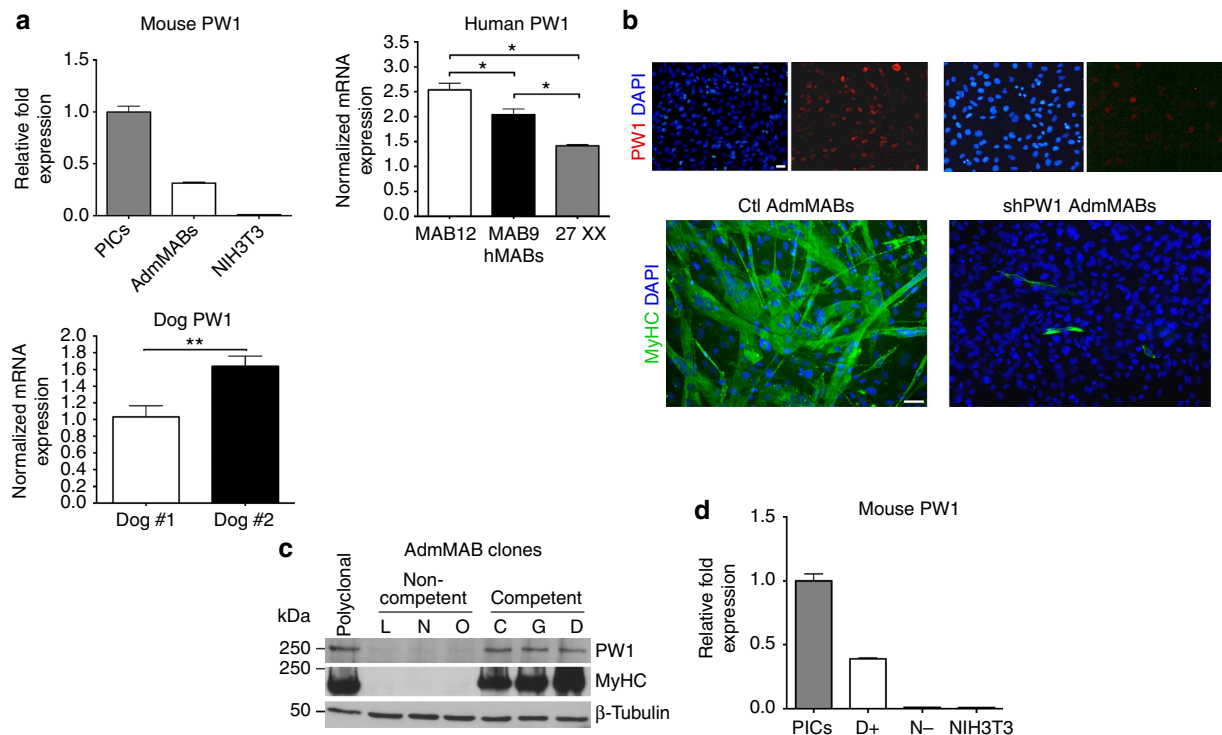 a
Mouse PW1
Relative fold
expression
1.5
1.0
0.5
0.0
PICs
AdmMABs
NIH3T3
Human PW1
Normalized mRNA
expression
3.5
3.0
2.5
2.0
1.5
1.0
0.5
0.0
*
*
*
MAB12
MAB9
27 XX
hMABs
Dog PW1
Normalized mRNA
expression
1.8
1.6
1.4
1.2
1.0
0.8
0.6
0.4
0.2
0.0
**
Dog #1
Dog #2
b
PW1 DAPI
Ctl AdmMABs
shPW1 AdmMABs
MyHC DAPI
c
AdmMAB clones
kDa
Polyclonal
Non-
competent
Competent
L N O C G D
250
PW1
250
MyHC
50
β-Tubulin
d
Mouse PW1
Relative fold
expression
1.5
1.0
0.5
0.0
PICs
D+
N–
NIH3T3